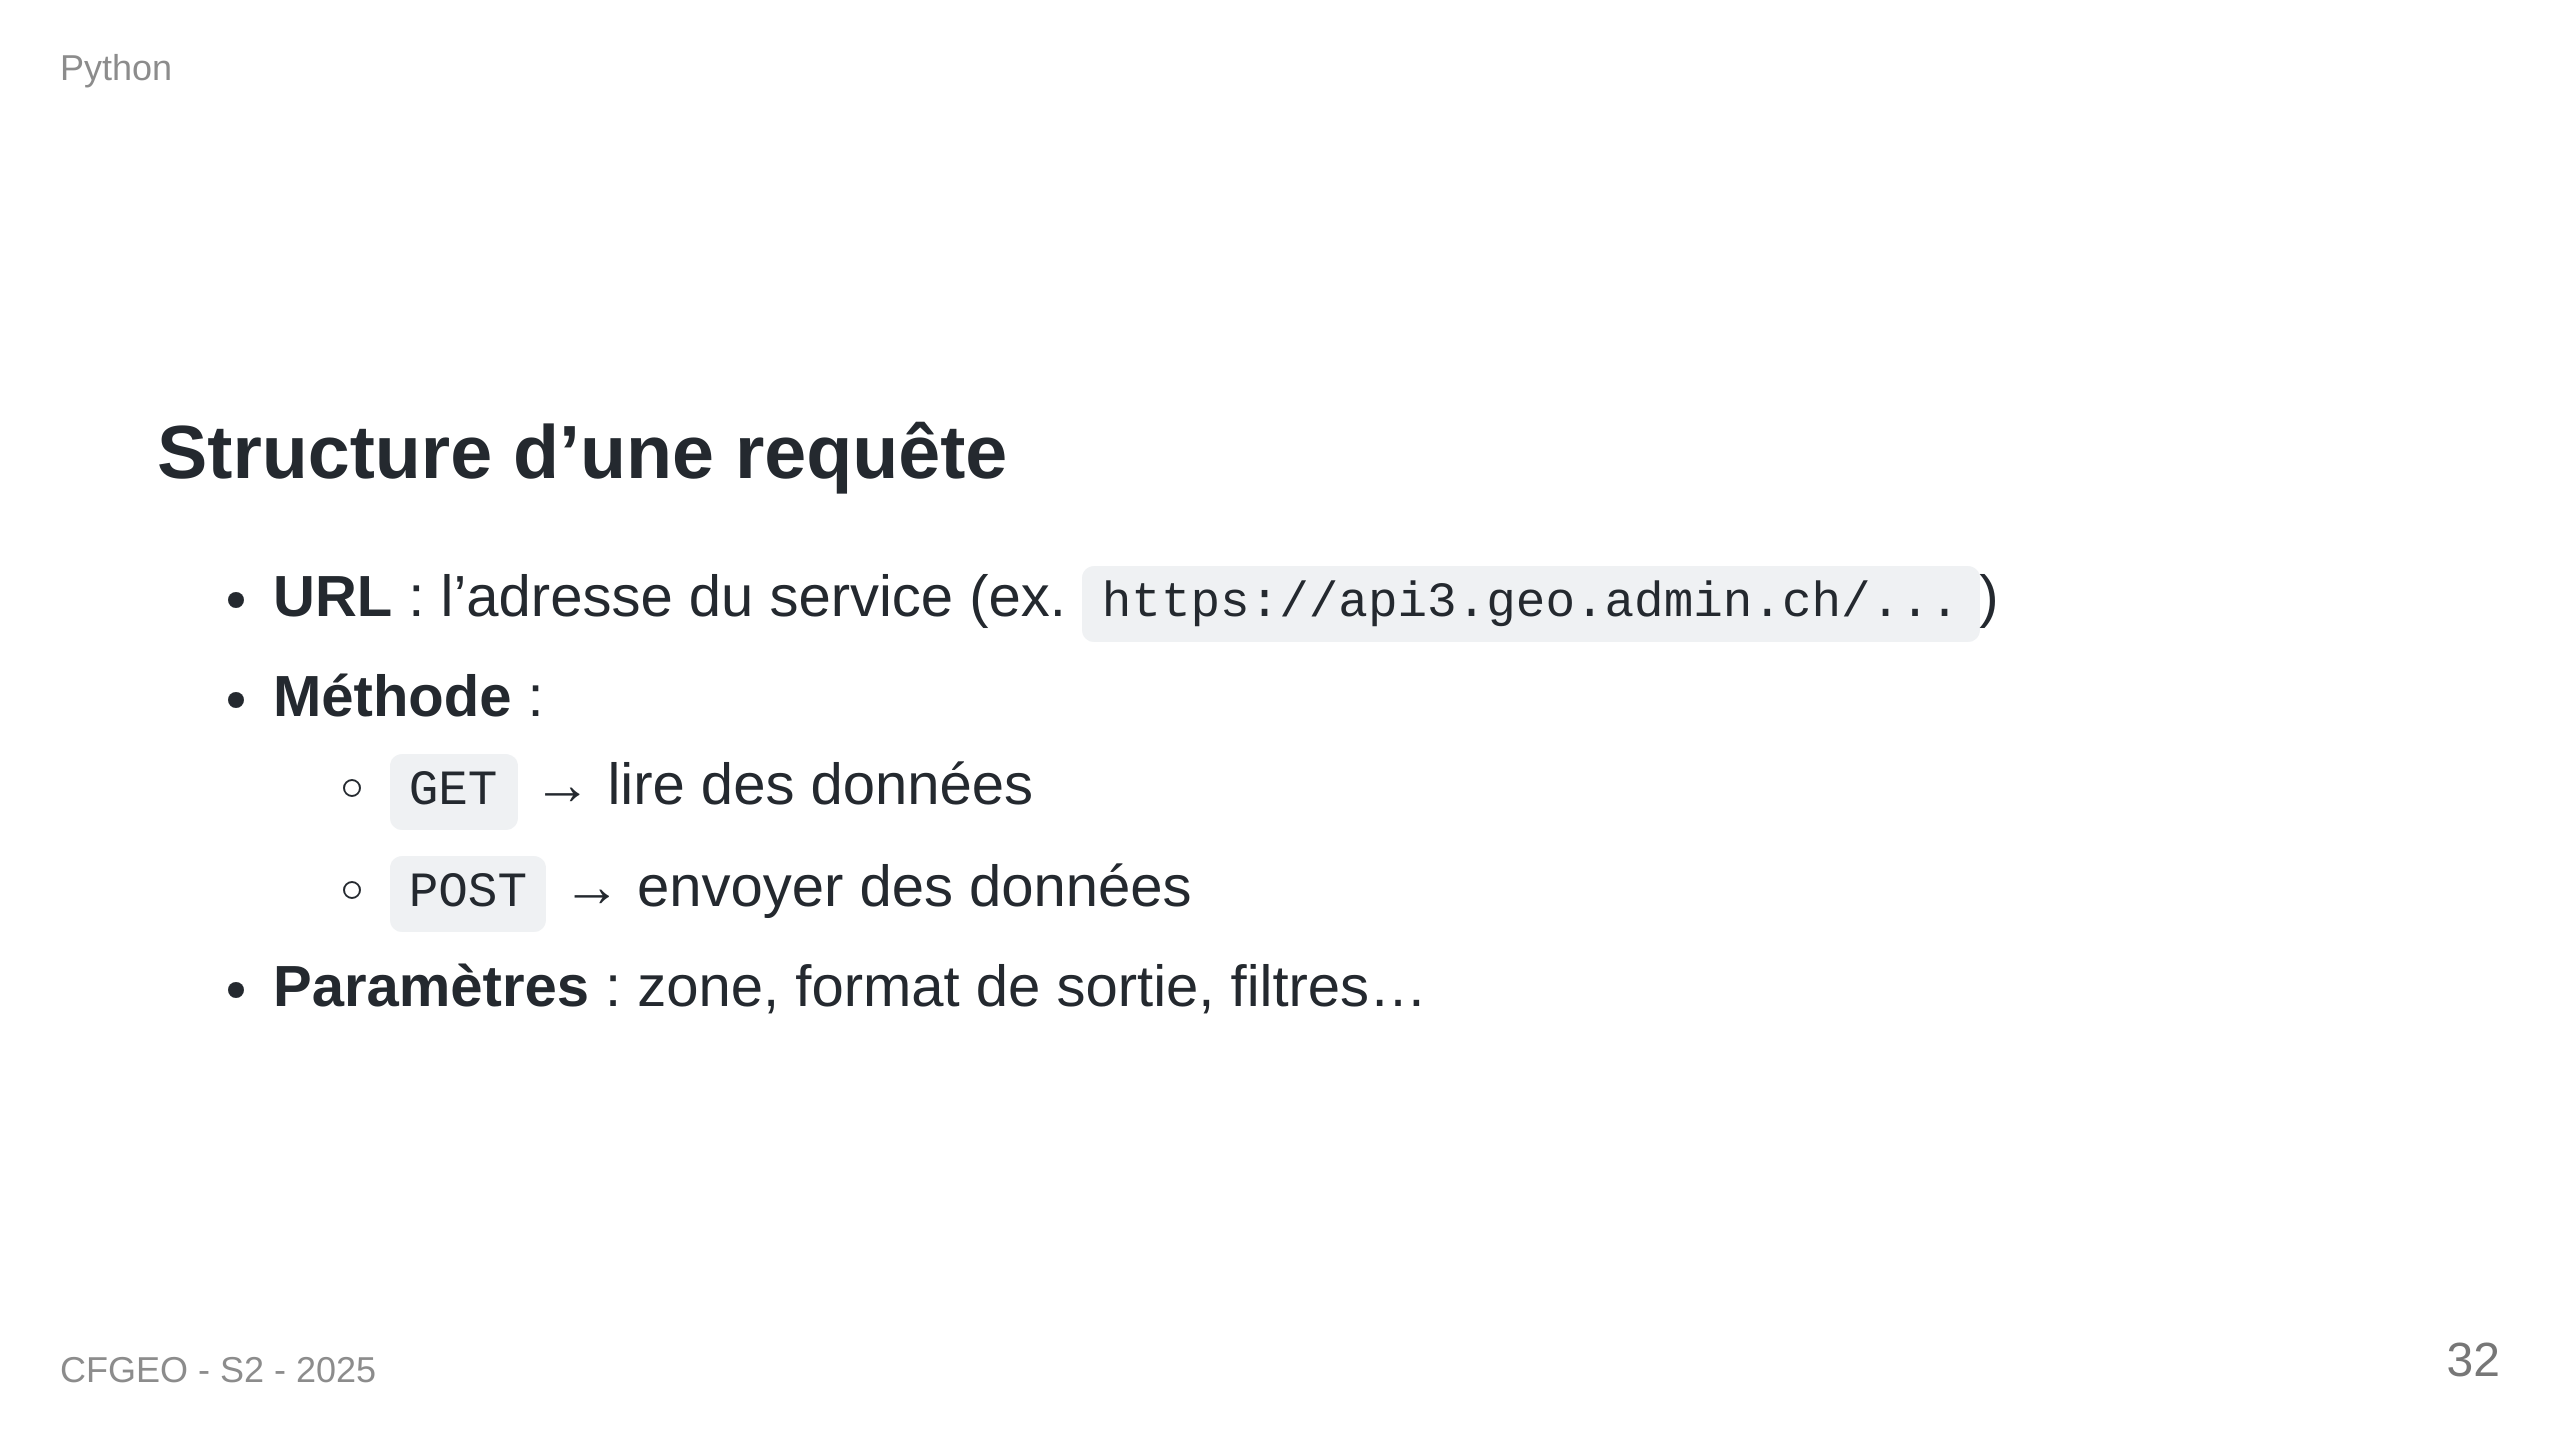 Python
Structure d’une requête
• URL : l’adresse du service (ex. https://api3.geo.admin.ch/... )
• Méthode :
◦ GET → lire des données
◦ POST → envoyer des données
• Paramètres : zone, format de sortie, filtres…
CFGEO - S2 - 2025
32